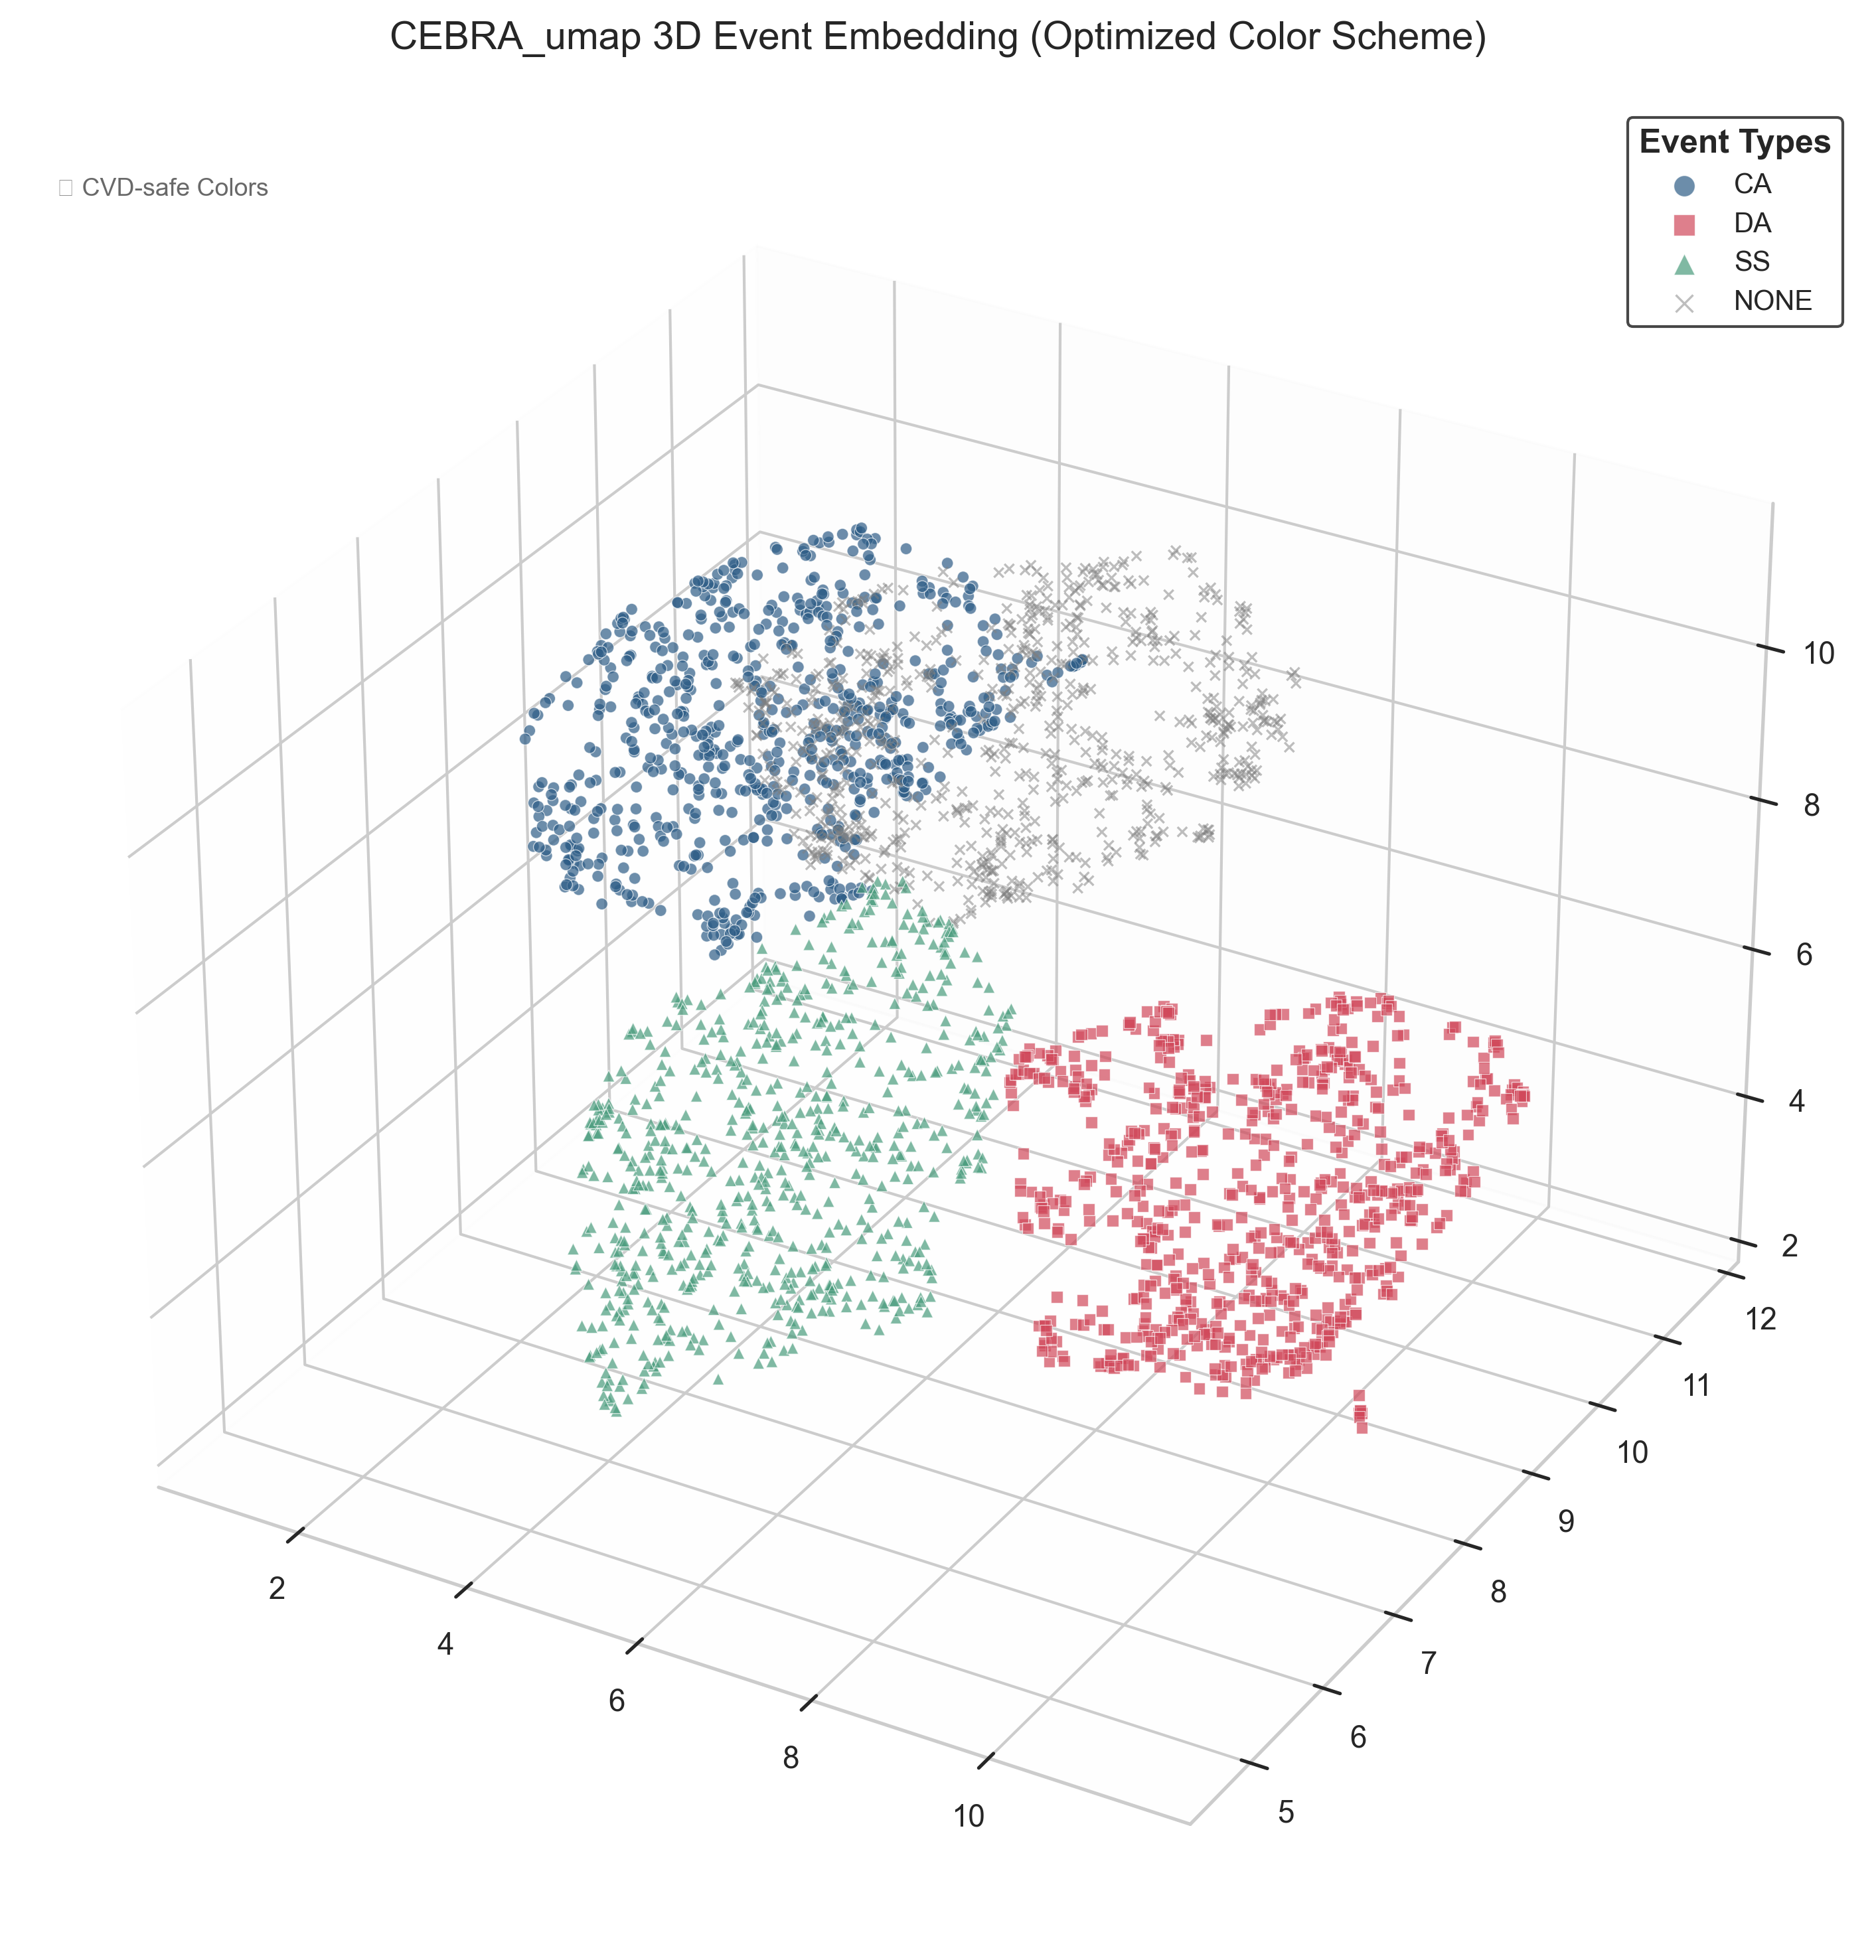 CEBRA_umap 3D Event Embedding (Optimized Color Scheme)
Event Types
CA
DA
SS
NONE
□ CVD-safe Colors
10
8
6
4
2
12
11
10
9
8
7
6
5
2
4
6
8
10